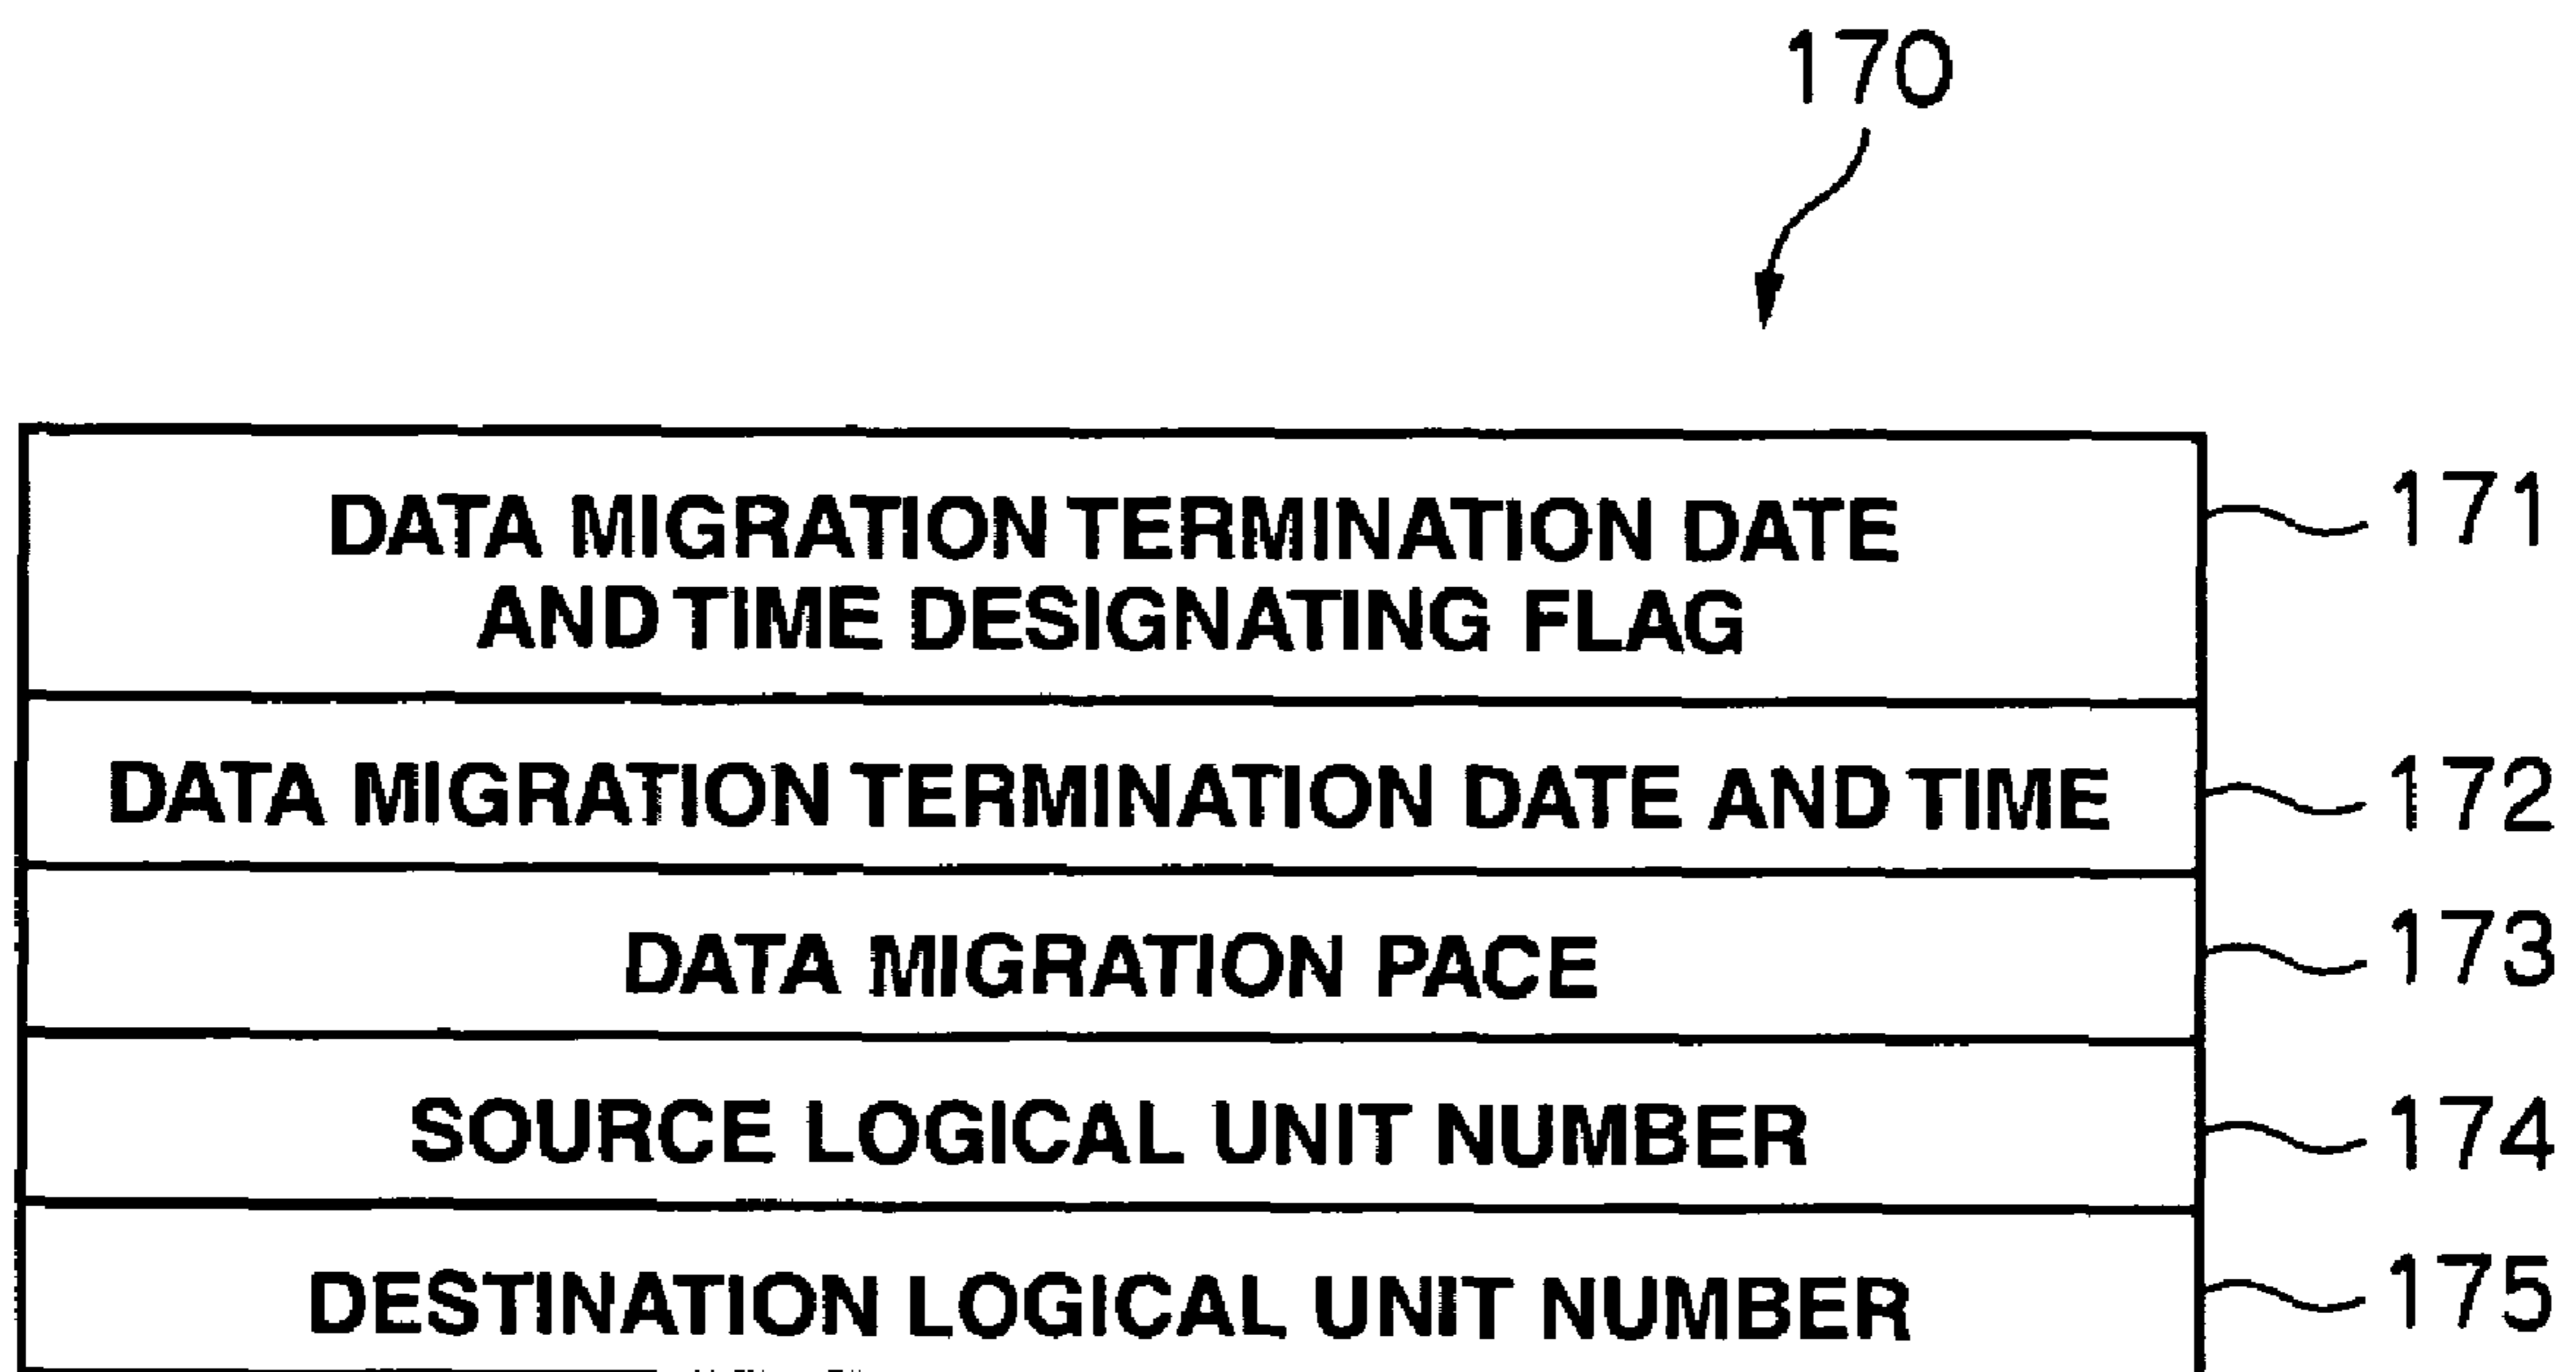 170
DATA MIGRATION TERMINATION DATE
AND TIME DESIGNATING FLAG
171
DATA MIGRATION TERMINATION DATE AND TIME
172
DATA MIGRATION PACE
173
SOURCE LOGICAL UNIT NUMBER
174
DESTINATION LOGICAL UNIT NUMBER
175